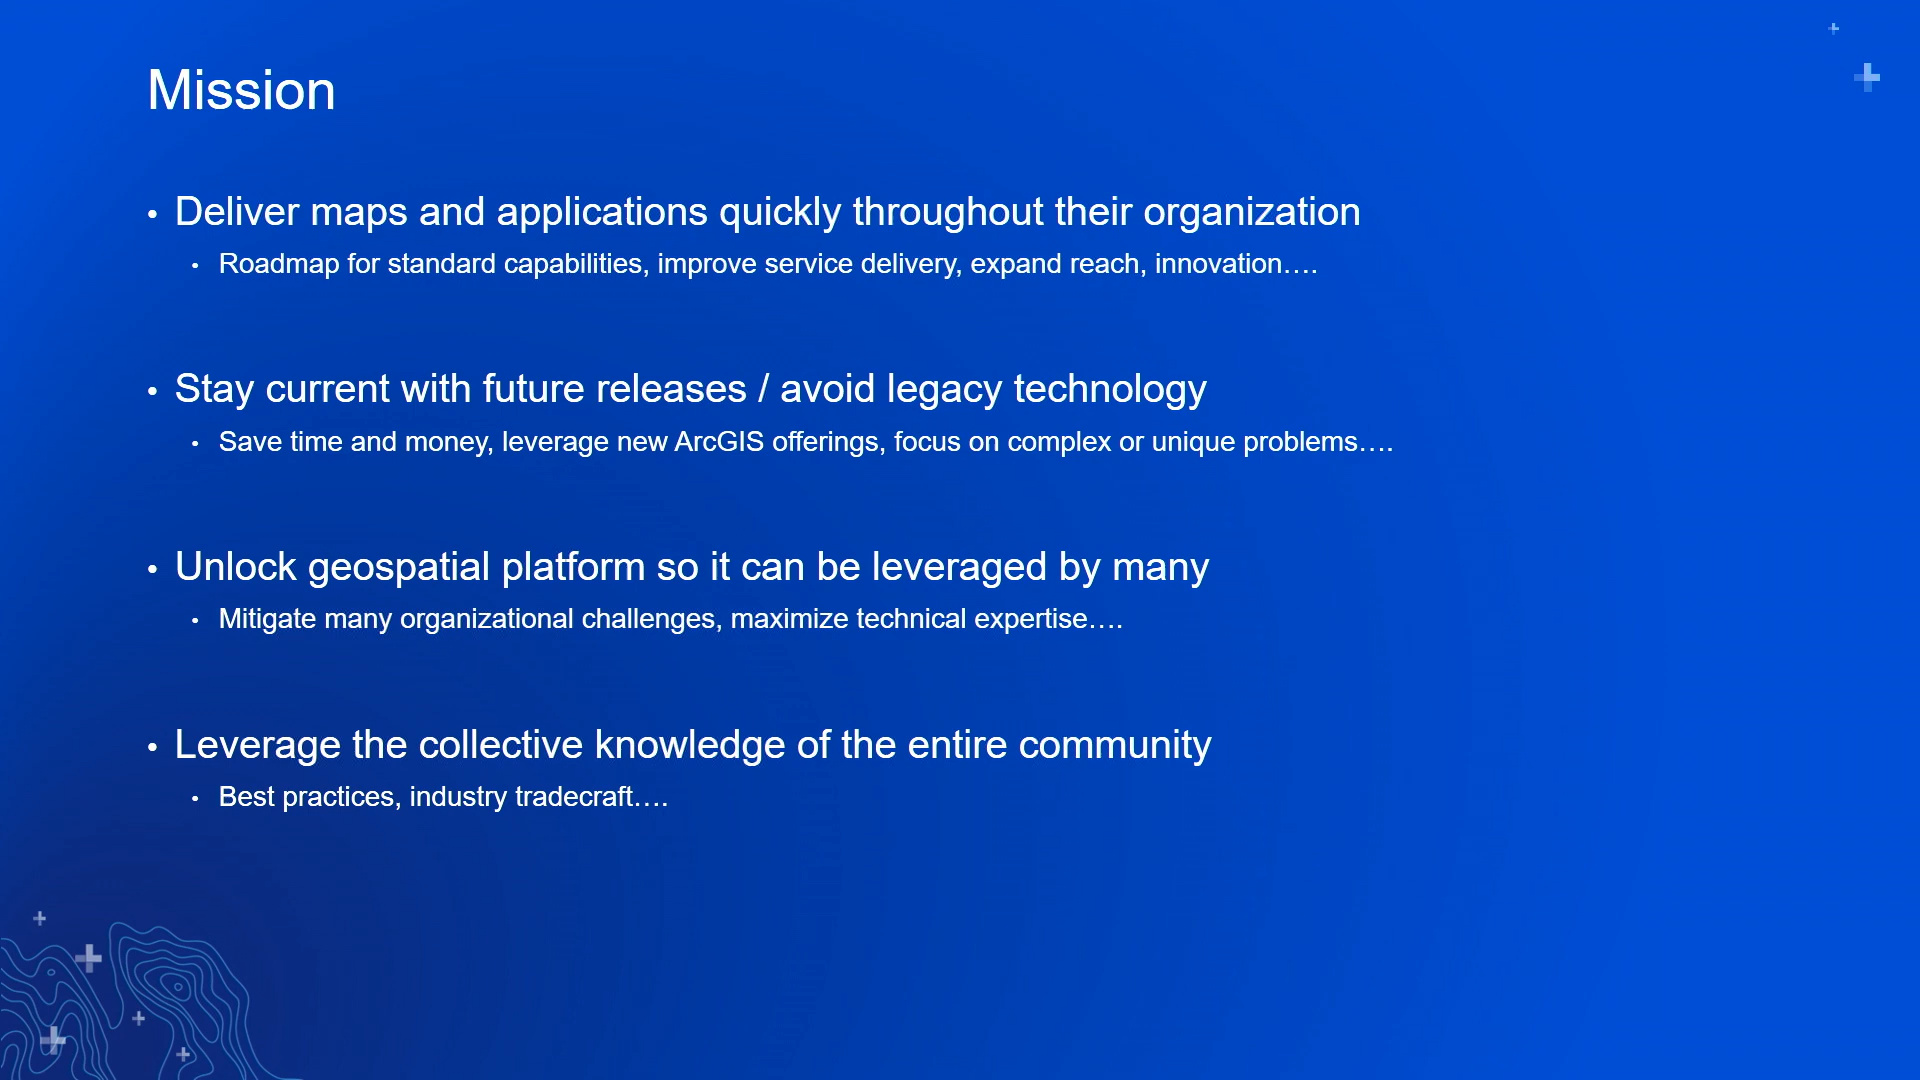 Mission
• Deliver maps and applications quickly throughout their organization
• Roadmap for standard capabilities, improve service delivery, expand reach, innovation….
• Stay current with future releases / avoid legacy technology
• Save time and money, leverage new ArcGIS offerings, focus on complex or unique problems….
• Unlock geospatial platform so it can be leveraged by many
• Mitigate many organizational challenges, maximize technical expertise….
• Leverage the collective knowledge of the entire community
• Best practices, industry tradecraft….